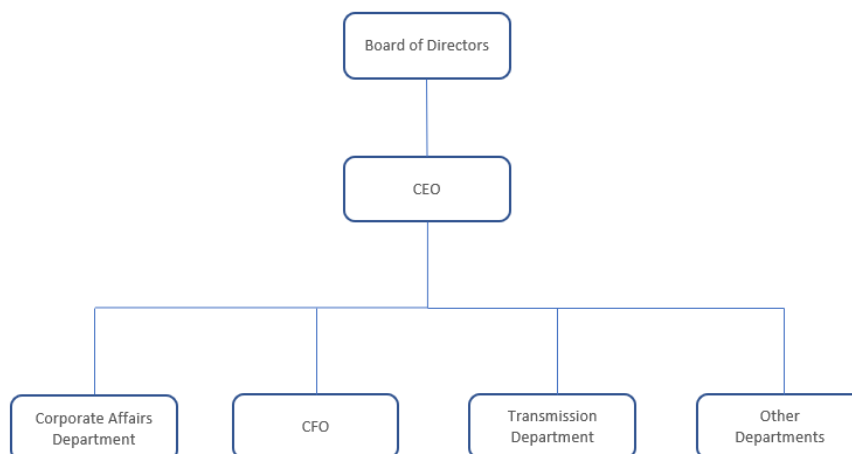 Board of Directors
CEO
Corporate Affairs
Department
CFO
Transmission
Department
Other
Departments